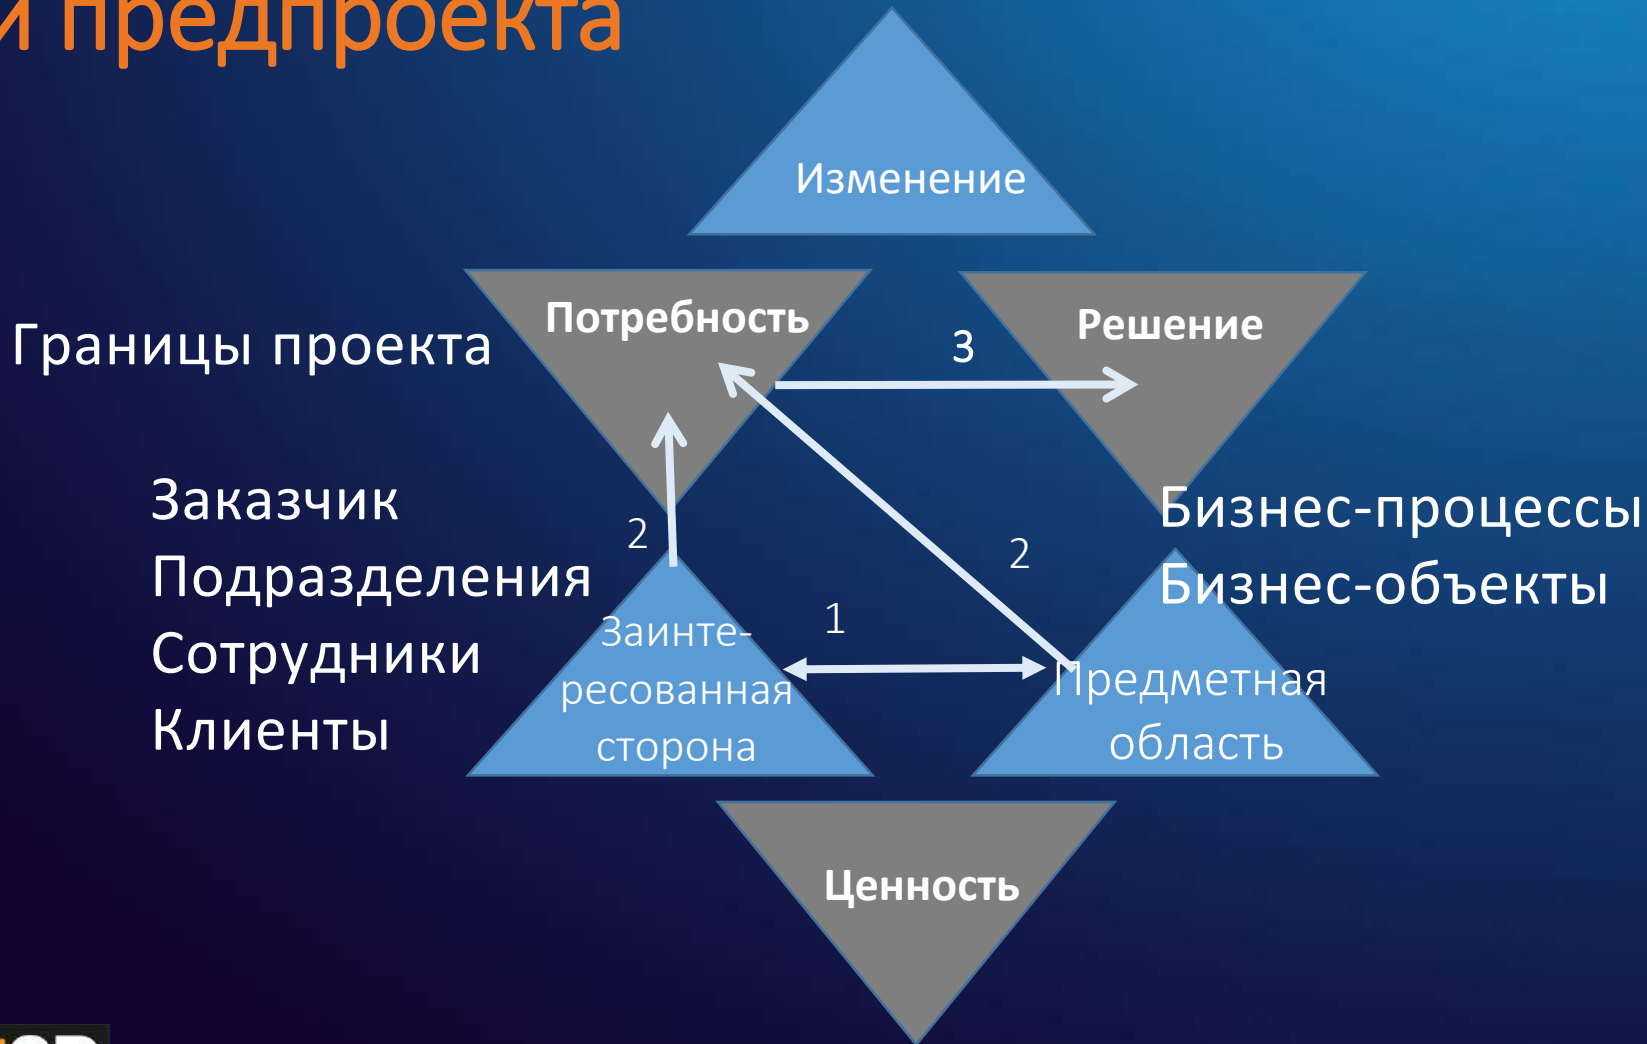 и предпроекта
Изменение
Потребность
Решение
Границы проекта
3
Заказчик
Подразделения
Сотрудники
Клиенты
2
2
1
Бизнес-процессы
Бизнес-объекты
Заинте-
ресованная
сторона
Предметная
область
Ценность